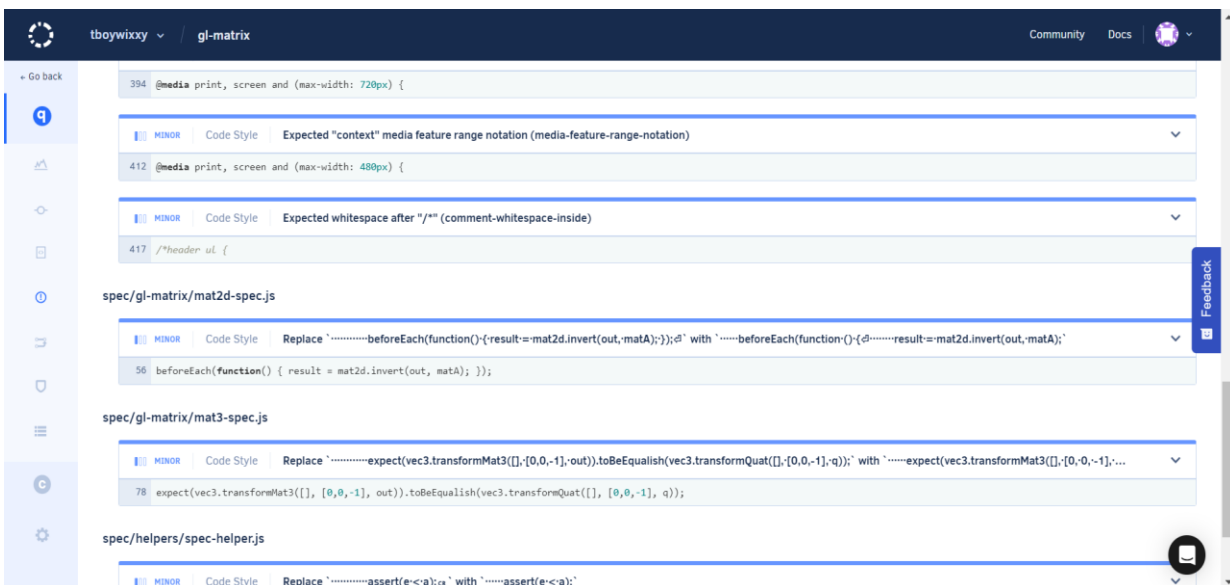 tboywixxy / gl-matrix Community Docs
← Go back
394 @media print, screen and (max-width: 720px) {
MINOR Code Style Expected "context" media feature range notation (media-feature-range-notation)
412 @media print, screen and (max-width: 480px) {
MINOR Code Style Expected whitespace after "/*" (comment-whitespace-inside)
417 /*header ul {
Feedback
spec/gl-matrix/mat2d-spec.js
MINOR Code Style Replace `············beforeEach(function()·{·result·=·mat2d.invert(out,·matA);·});⏎` with `······beforeEach(function·()·{⏎········result·=·mat2d.invert(out,·matA);`
56 beforeEach(function() { result = mat2d.invert(out, matA); });
spec/gl-matrix/mat3-spec.js
MINOR Code Style Replace `············expect(vec3.transformMat3([],·[0,0,-1],·out)).toBeEqualish(vec3.transformQuat([],·[0,0,-1],·q));` with `······expect(vec3.transformMat3([],·[0,·0,·-1],·...
78 expect(vec3.transformMat3([], [0,0,-1], out)).toBeEqualish(vec3.transformQuat([], [0,0,-1], q));
spec/helpers/spec-helper.js
MINOR Code Style Replace `············assert(e·<·a);␍` with `······assert(e·<·a);`